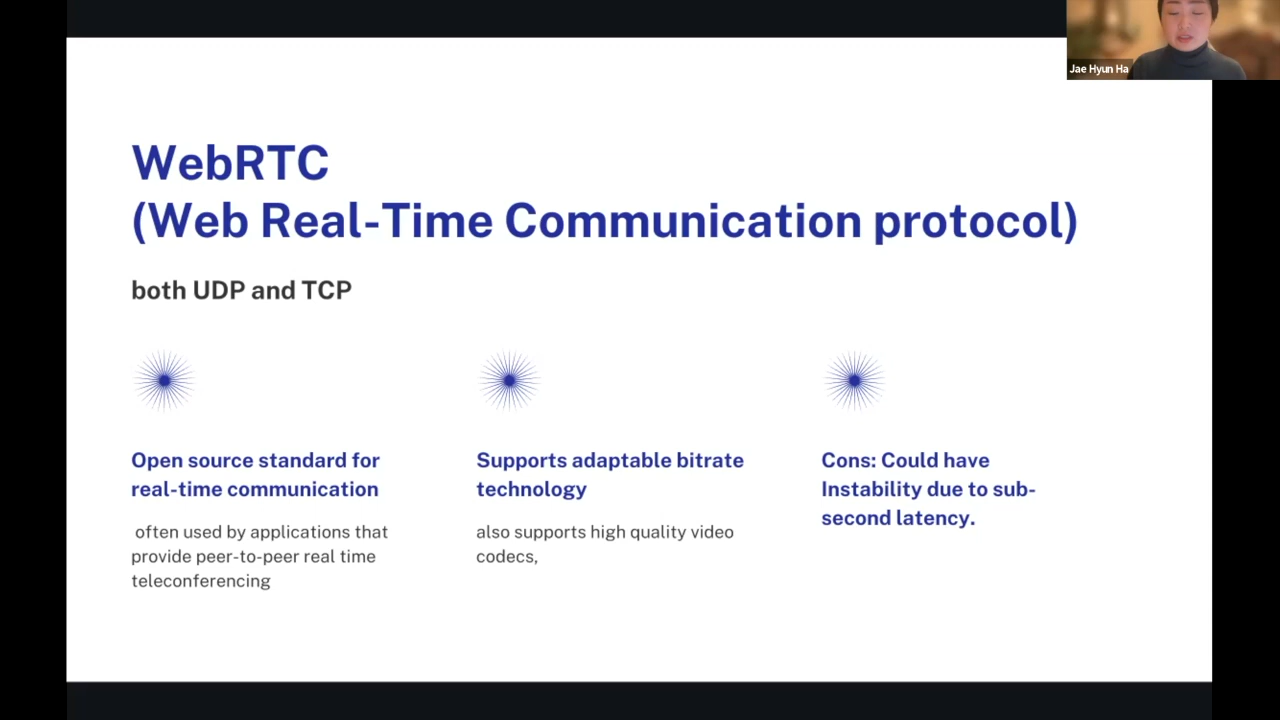 Jae Hyun Ha
WebRTC
(Web Real-Time Communication protocol)
both UDP and TCP
Open source standard for
real-time communication
often used by applications that
provide peer-to-peer real time
teleconferencing
Supports adaptable bitrate
technology
also supports high quality video
codecs,
Cons: Could have
Instability due to sub-
second latency.